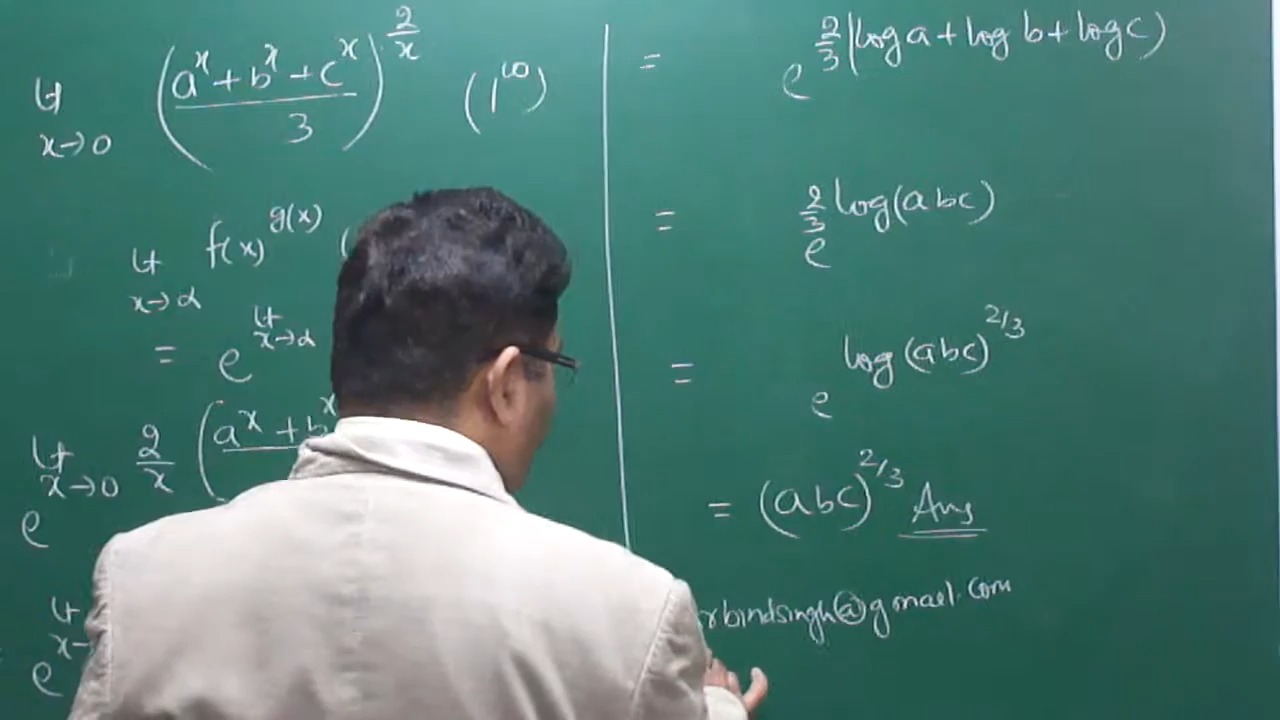 Lt x→0 ((a^x + b^x + c^x)/3)^(2/x) (1^∞)
Lt x→α f(x)^g(x) (
= e^(Lt x→α
e^(Lt x→0 2/x (a^x + b^x
e^(Lt x→
= e^(2/3(log a + log b + log c))
= e^(2/3 log(abc))
= e^(log(abc)^(2/3))
= (abc)^(2/3) Ans
rbindsingh@gmail.com